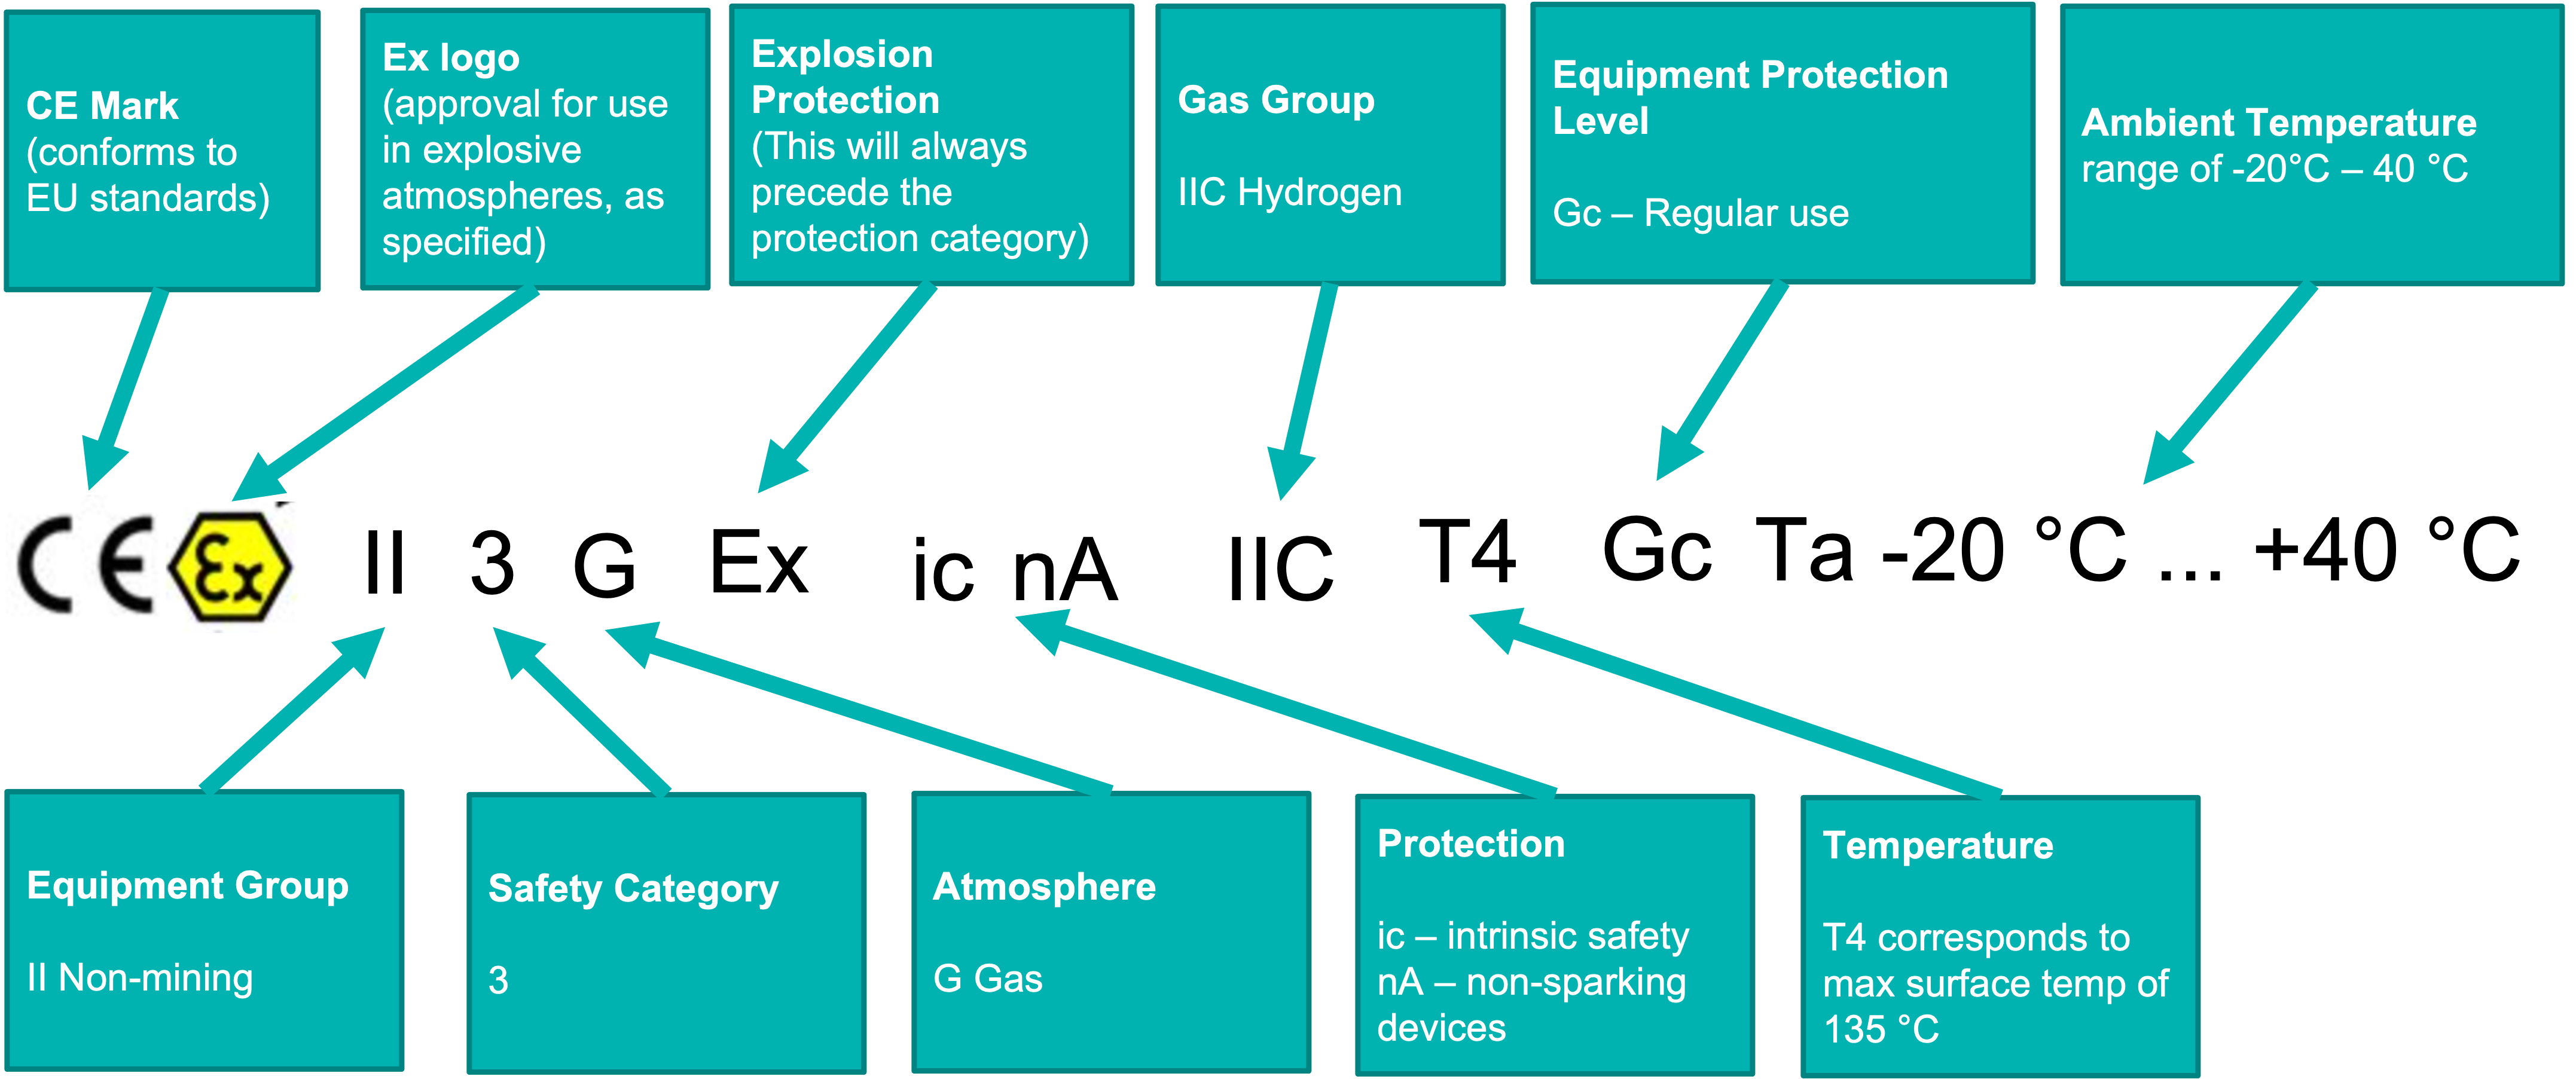 CE Mark
(conforms to
EU standards)
Ex logo
(approval for use
in explosive
atmospheres, as
specified)
Explosion
Protection
(This will always
precede the
protection category)
Gas Group
IIC Hydrogen
Equipment Protection
Level
Gc – Regular use
Ambient Temperature
range of -20°C – 40 °C
CE Ex II 3 G Ex ic nA IIC T4 Gc Ta -20 °C ... +40 °C
Equipment Group
II Non-mining
Safety Category
3
Atmosphere
G Gas
Protection
ic – intrinsic safety
nA – non-sparking
devices
Temperature
T4 corresponds to
max surface temp of
135 °C